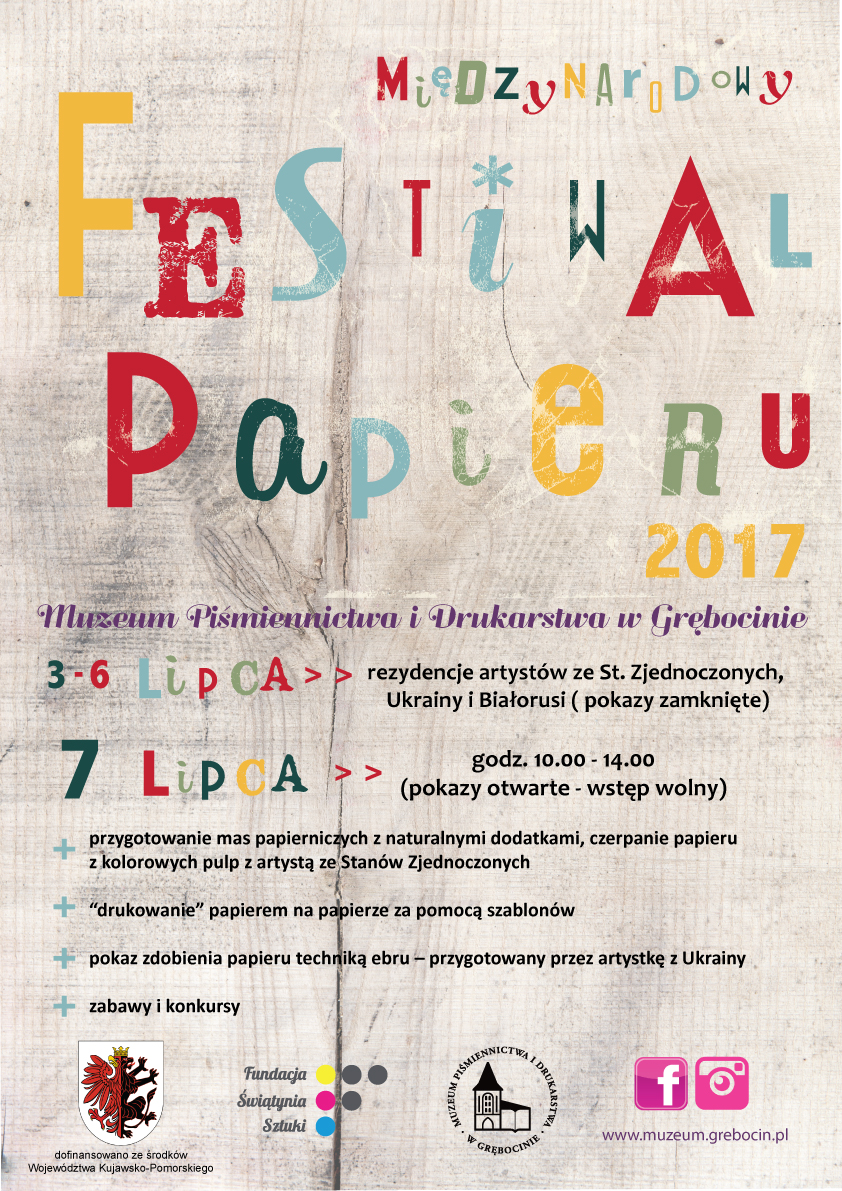 MIęDZyNARODOWy
FESTiWAL
PapieRu
2017
Muzeum Piśmiennictwa i Drukarstwa w Grębocinie
3-6 LipCA > > rezydencje artystów ze St. Zjednoczonych,
Ukrainy i Białorusi ( pokazy zamknięte)
7 LiPCA > > godz. 10.00 - 14.00
(pokazy otwarte - wstęp wolny)
+ przygotowanie mas papierniczych z naturalnymi dodatkami, czerpanie papieru
z kolorowych pulp z artystą ze Stanów Zjednoczonych
+ “drukowanie” papierem na papierze za pomocą szablonów
+ pokaz zdobienia papieru techniką ebru – przygotowany przez artystkę z Ukrainy
+ zabawy i konkursy
dofinansowano ze środków
Województwa Kujawsko-Pomorskiego
Fundacja
Świątynia
Sztuki
MUZEUM PIŚMIENNICTWA I DRUKARSTWA
• W GRĘBOCINIE •
f
www.muzeum.grebocin.pl